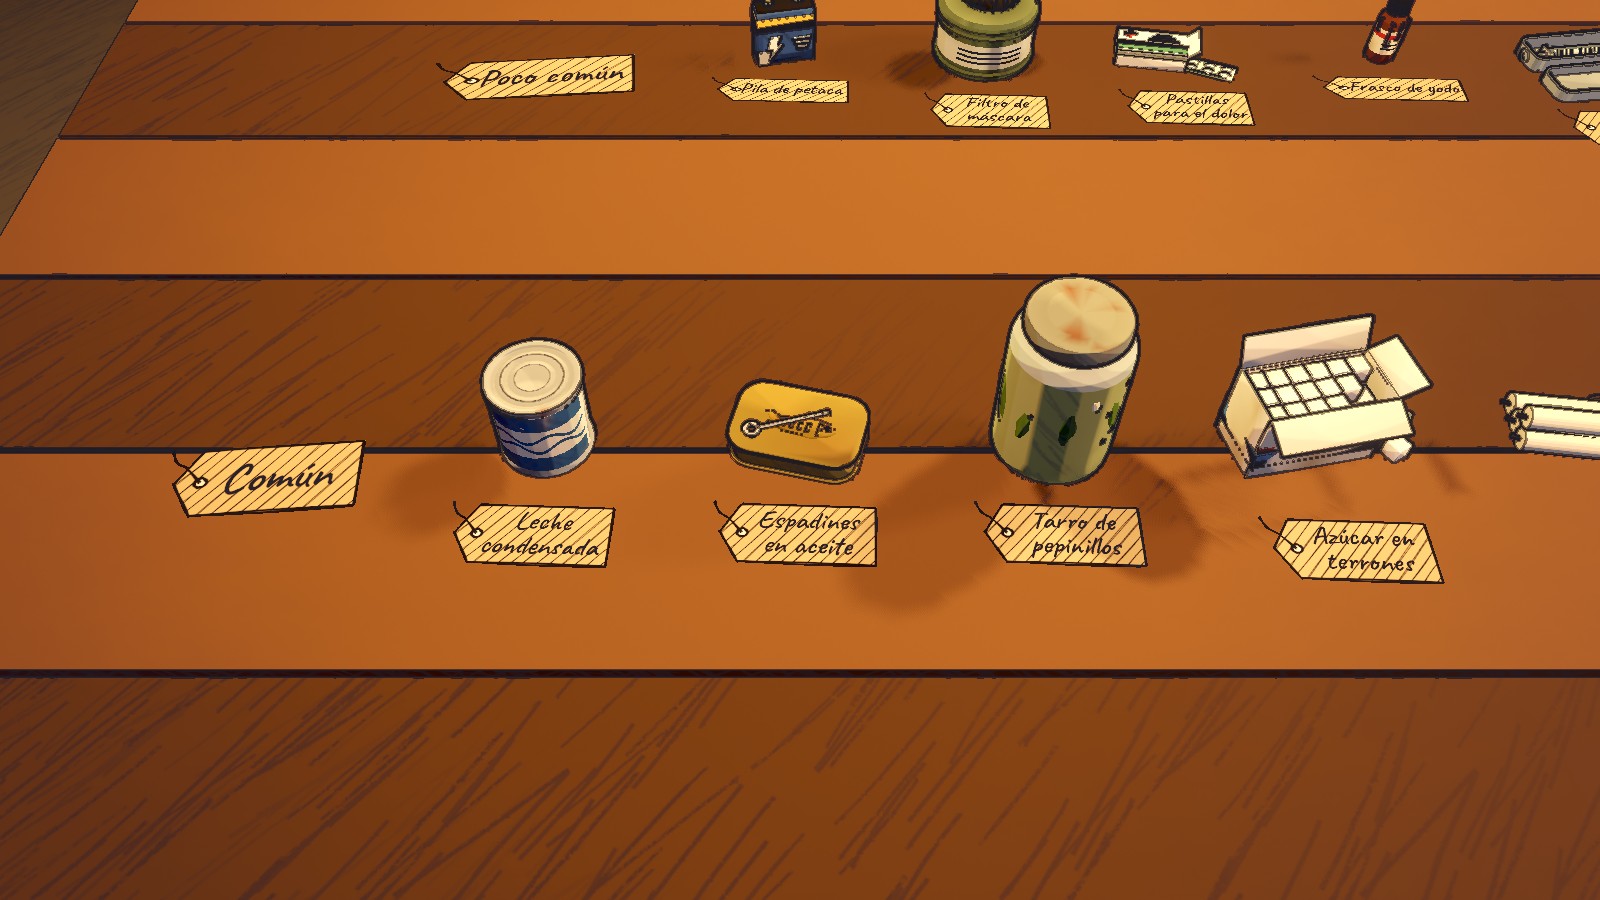 Poco común
Pila de petaca
Filtro de
máscara
Pastillas
para el dolor
Frasco de yodo
Común
Leche
condensada
Espadines
en aceite
Tarro de
pepinillos
Azúcar en
terrones